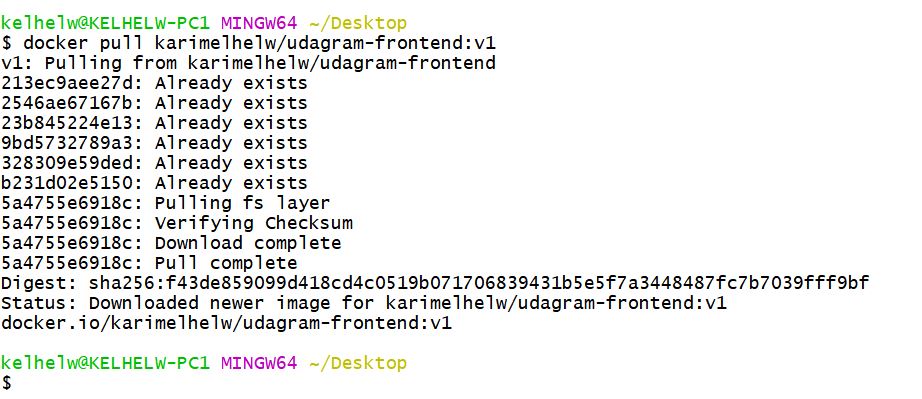 kelhelw@KELHELW-PC1 MINGW64 ~/Desktop
$ docker pull karimelhelw/udagram-frontend:v1
v1: Pulling from karimelhelw/udagram-frontend
213ec9aee27d: Already exists
2546ae67167b: Already exists
23b845224e13: Already exists
9bd5732789a3: Already exists
328309e59ded: Already exists
b231d02e5150: Already exists
5a4755e6918c: Pulling fs layer
5a4755e6918c: Verifying Checksum
5a4755e6918c: Download complete
5a4755e6918c: Pull complete
Digest: sha256:f43de859099d418cd4c0519b071706839431b5e5f7a3448487fc7b7039fff9bf
Status: Downloaded newer image for karimelhelw/udagram-frontend:v1
docker.io/karimelhelw/udagram-frontend:v1
kelhelw@KELHELW-PC1 MINGW64 ~/Desktop
$